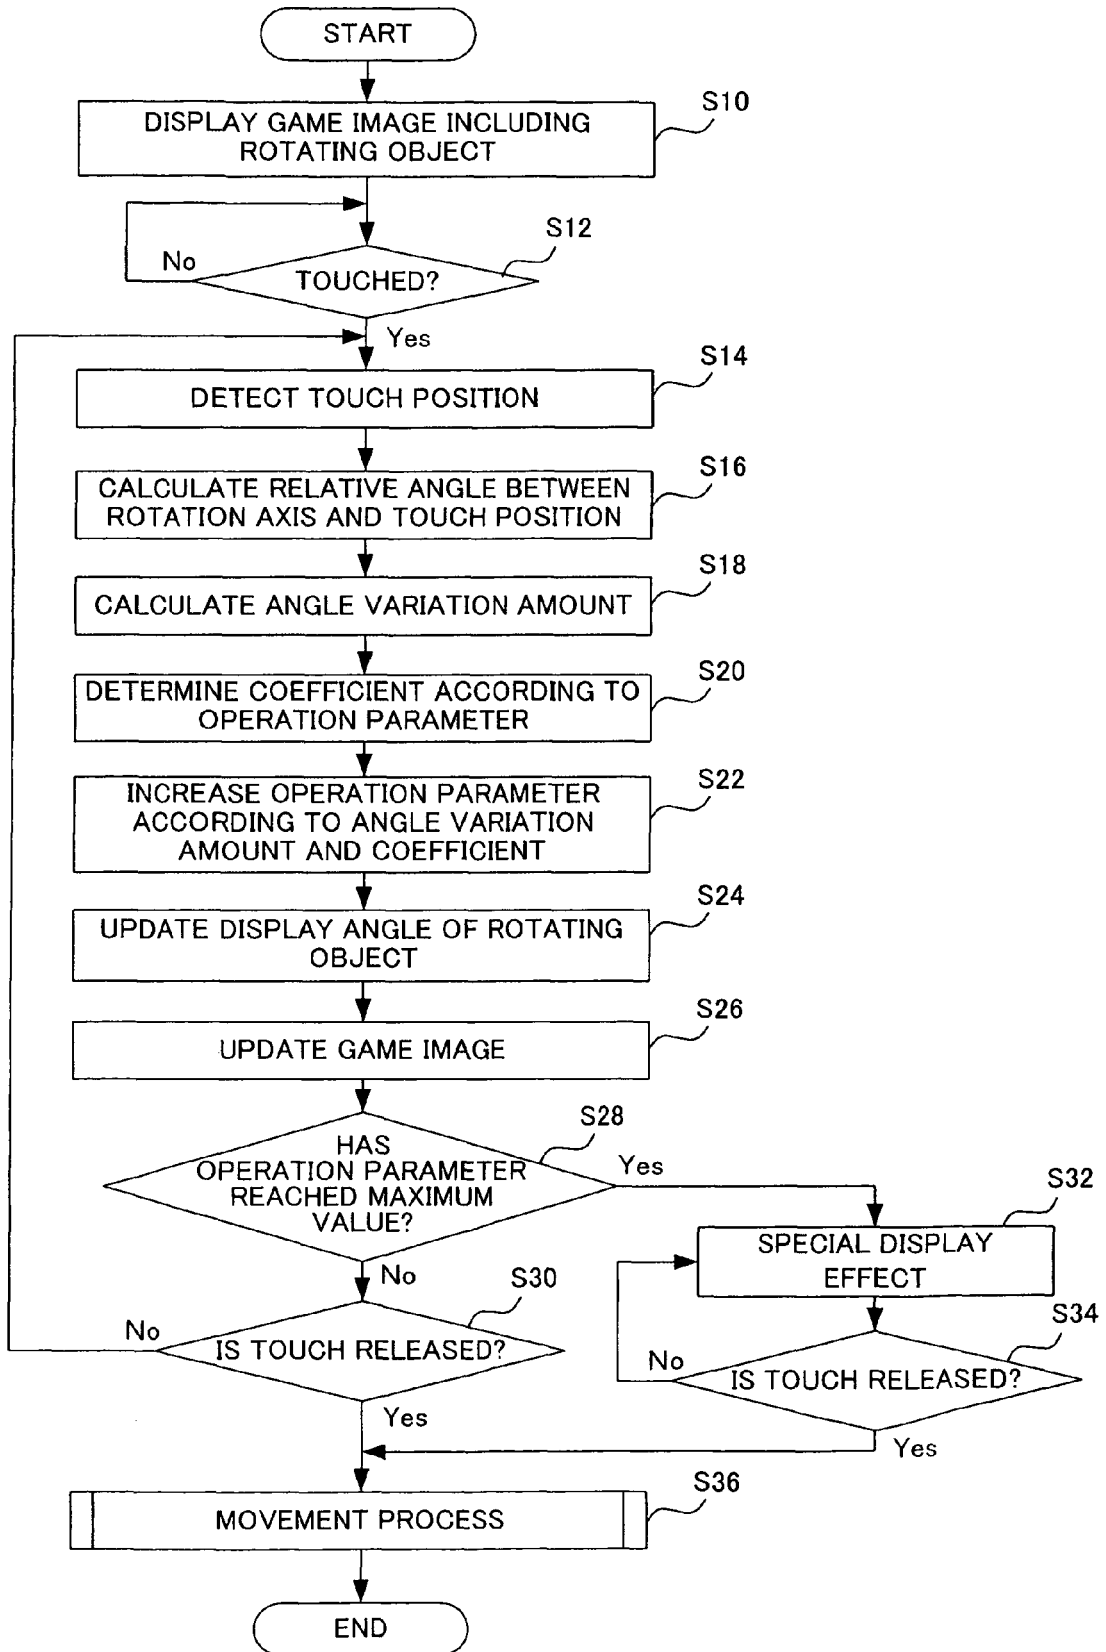 START
DISPLAY GAME IMAGE INCLUDING
ROTATING OBJECT
S10
S12
No
TOUCHED?
Yes
S14
DETECT TOUCH POSITION
S16
CALCULATE RELATIVE ANGLE BETWEEN
ROTATION AXIS AND TOUCH POSITION
S18
CALCULATE ANGLE VARIATION AMOUNT
S20
DETERMINE COEFFICIENT ACCORDING TO
OPERATION PARAMETER
S22
INCREASE OPERATION PARAMETER
ACCORDING TO ANGLE VARIATION
AMOUNT AND COEFFICIENT
S24
UPDATE DISPLAY ANGLE OF ROTATING
OBJECT
S26
UPDATE GAME IMAGE
S28
HAS
OPERATION PARAMETER
REACHED MAXIMUM
VALUE?
Yes
No
S32
SPECIAL DISPLAY
EFFECT
S30
No
IS TOUCH RELEASED?
Yes
S34
No
IS TOUCH RELEASED?
Yes
S36
MOVEMENT PROCESS
END